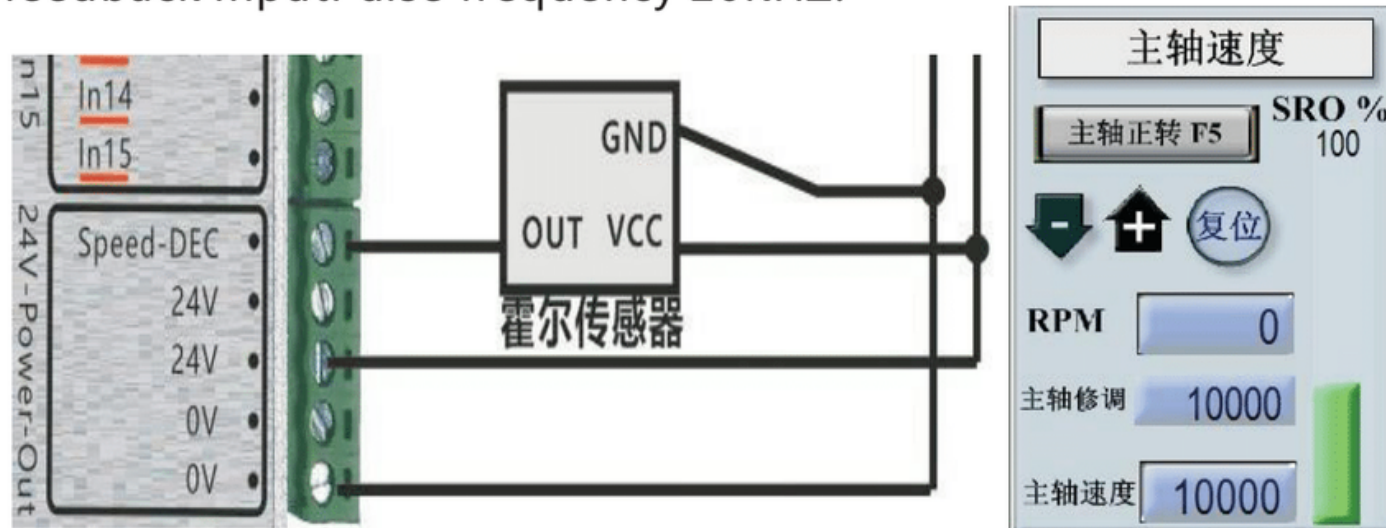 In15
In14
In15
24V-Power-Out
Speed-DEC
24V
24V
0V
0V
GND
OUT VCC
霍尔传感器
主轴速度
主轴正转 F5
SRO %
100
-
+
复位
RPM
0
主轴修调
10000
主轴速度
10000